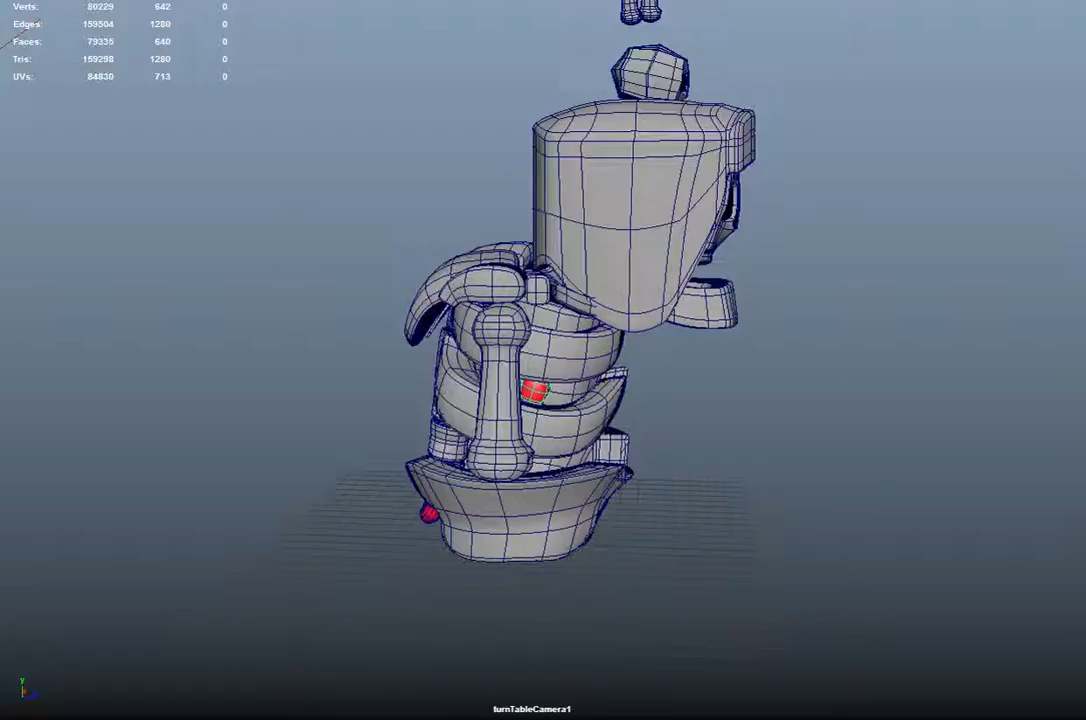 Verts: 80229 642 0
Edges: 159504 1280 0
Faces: 79335 640 0
Tris: 159298 1280 0
UVs: 84830 713 0
y
turnTableCamera1